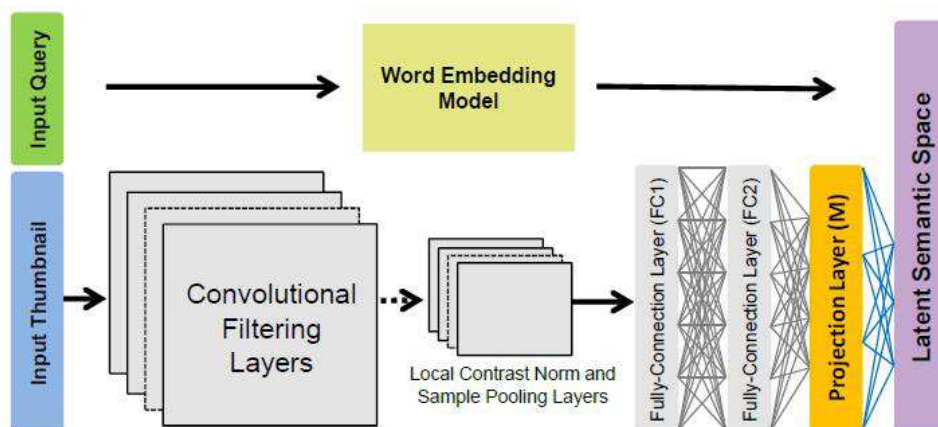 Input Query
Word Embedding
Model
Latent Semantic Space
Input Thumbnail
Convolutional
Filtering
Layers
Local Contrast Norm and
Sample Pooling Layers
Fully-Connection Layer (FC1)
Fully-Connection Layer (FC2)
Projection Layer (M)